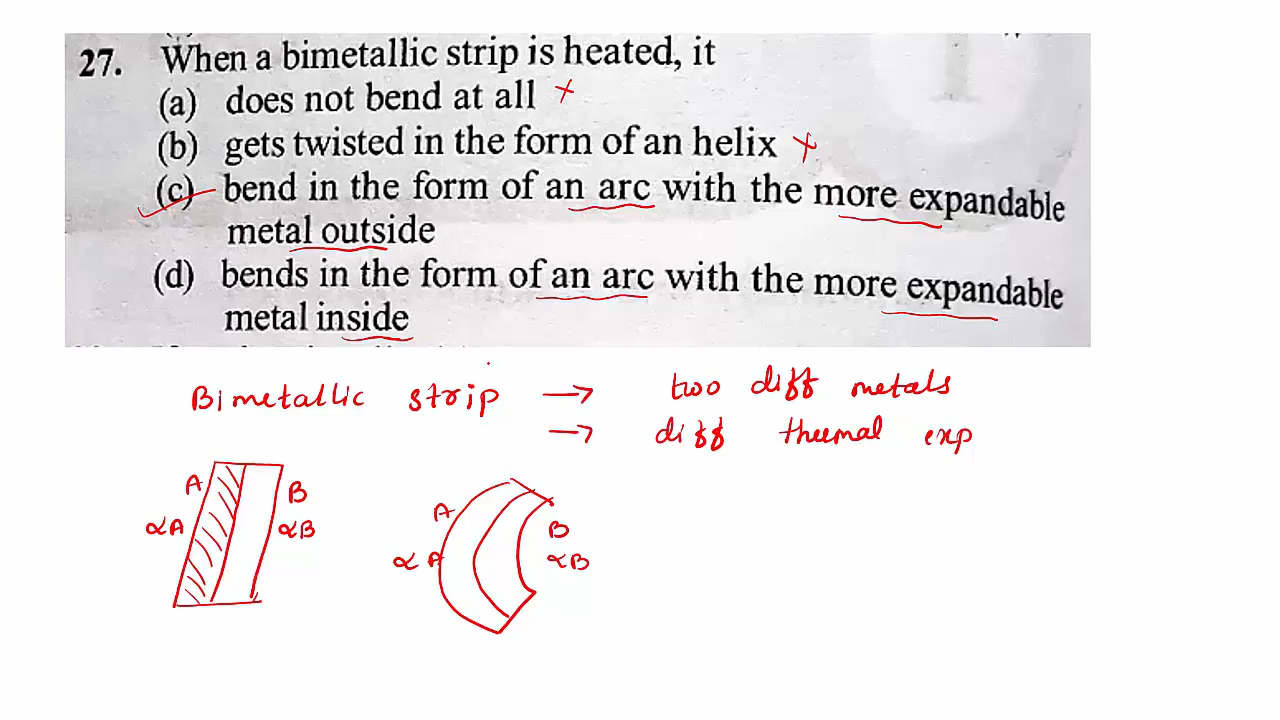 27. When a bimetallic strip is heated, it
(a) does not bend at all ×
(b) gets twisted in the form of an helix ×
(c) bend in the form of an arc with the more expandable
metal outside
(d) bends in the form of an arc with the more expandable
metal inside
Bimetallic strip → two diff metals
→ diff thermal exp
A B
αA αB
A B
αA αB